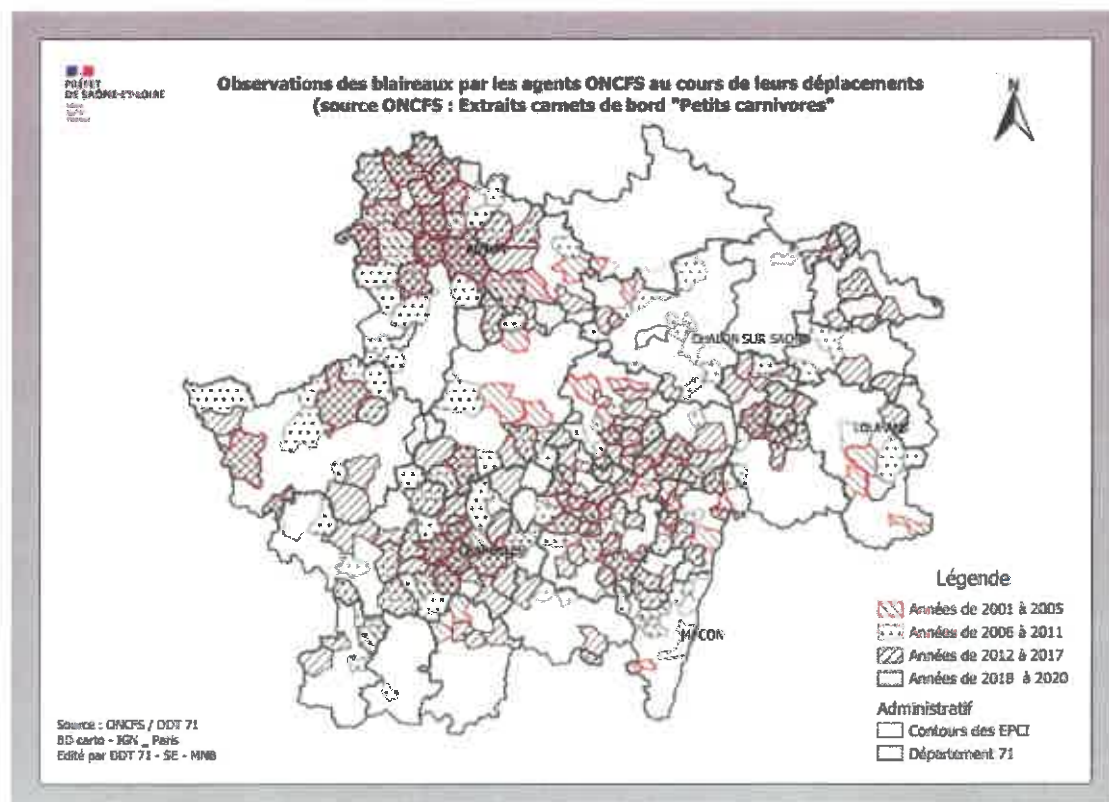 PRÉFET
DE SAÔNE-ET-LOIRE
Observations des blaireaux par les agents ONCFS au cours de leurs déplacements
(source ONCFS : Extraits carnets de bord "Petits carnivores"
N
AUTUN
CHALON SUR SAONE
LOUHANS
CHAROLLES
MACON
Légende
Années de 2001 à 2005
Années de 2006 à 2011
Années de 2012 à 2017
Années de 2018 à 2020
Administratif
Contours des EPCI
Département 71
Source : ONCFS / DDT 71
BD carto - IGN _ Paris
Edité par DDT 71 - SE - MNB